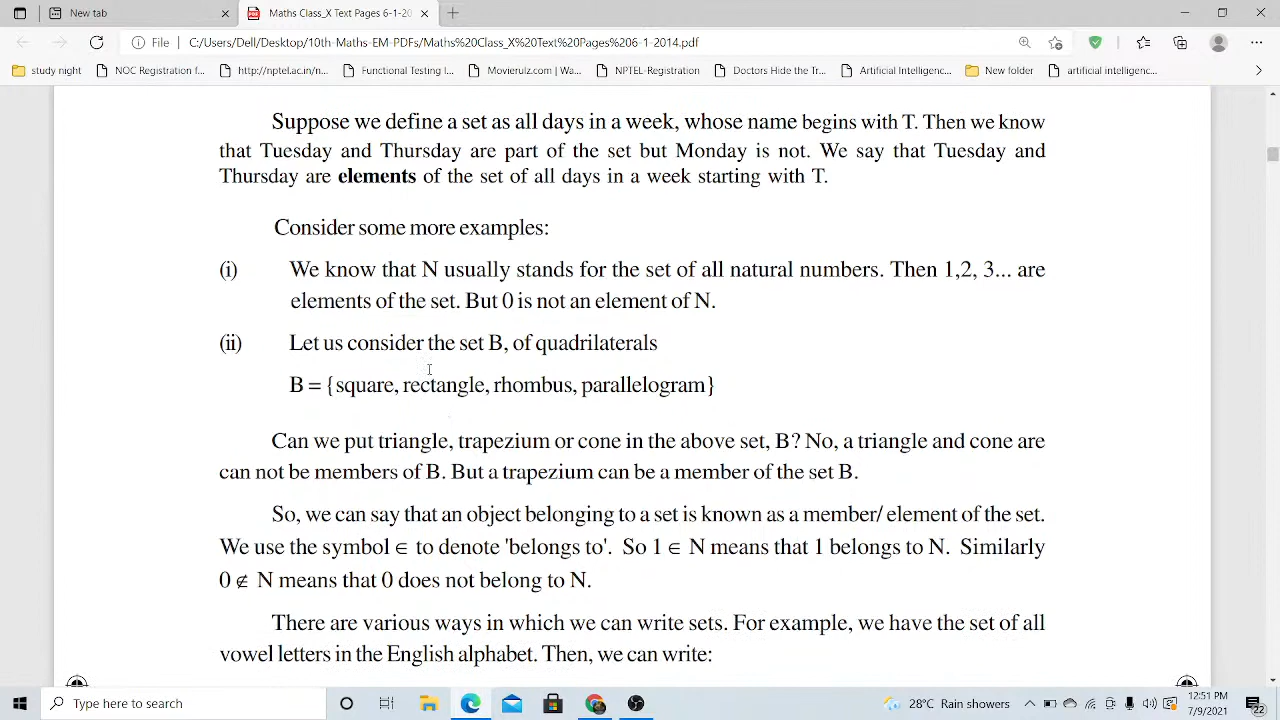 New tab
Maths Class_X Text Pages 6-1-20
File
C:/Users/Dell/Desktop/10th-Maths-EM-PDFs/Maths%20Class_X%20Text%20Pages%206-1-2014.pdf
study night
NOC Registration f...
http://nptel.ac.in/n...
Functional Testing I...
Movierulz.com | Wa...
NPTEL-Registration
Doctors Hide the Tr...
Artificial Intelligenc...
New folder
artificial intelligenc...
Suppose we define a set as all days in a week, whose name begins with T. Then we know
that Tuesday and Thursday are part of the set but Monday is not. We say that Tuesday and
Thursday are elements of the set of all days in a week starting with T.
Consider some more examples:
(i) We know that N usually stands for the set of all natural numbers. Then 1,2, 3... are
elements of the set. But 0 is not an element of N.
(ii) Let us consider the set B, of quadrilaterals
B = {square, rectangle, rhombus, parallelogram}
Can we put triangle, trapezium or cone in the above set, B? No, a triangle and cone are
can not be members of B. But a trapezium can be a member of the set B.
So, we can say that an object belonging to a set is known as a member/ element of the set.
We use the symbol ∈ to denote 'belongs to'. So 1 ∈ N means that 1 belongs to N. Similarly
0 ∉ N means that 0 does not belong to N.
There are various ways in which we can write sets. For example, we have the set of all
vowel letters in the English alphabet. Then, we can write:
Type here to search
28°C Rain showers
12:51 PM
7/9/2021
22